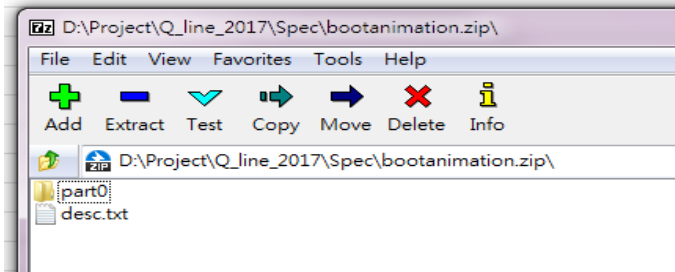 7z D:\Project\Q_line_2017\Spec\bootanimation.zip\
File Edit View Favorites Tools Help
Add Extract Test Copy Move Delete Info
ZIP D:\Project\Q_line_2017\Spec\bootanimation.zip\
part0
desc.txt